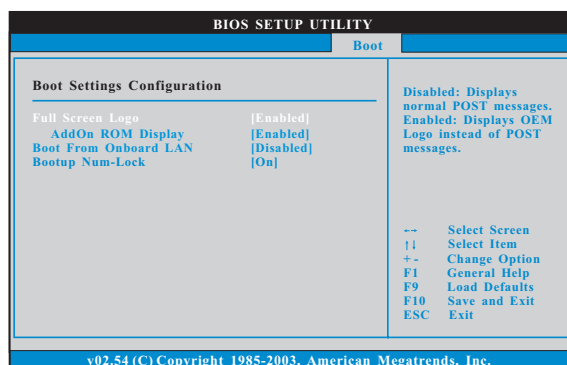 BIOS SETUP UTILITY
Boot
Boot Settings Configuration
Full Screen Logo [Enabled]
AddOn ROM Display [Enabled]
Boot From Onboard LAN [Disabled]
Bootup Num-Lock [On]
Disabled: Displays
normal POST messages.
Enabled: Displays OEM
Logo instead of POST
messages.
←→ Select Screen
↑↓ Select Item
+ - Change Option
F1 General Help
F9 Load Defaults
F10 Save and Exit
ESC Exit
v02.54 (C) Copyright 1985-2003, American Megatrends, Inc.